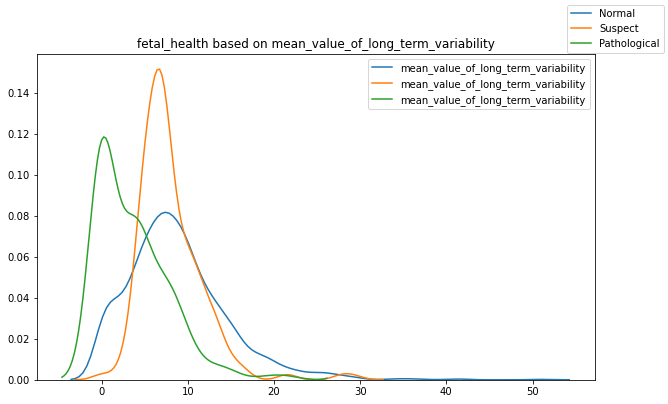 Normal
Suspect
Pathological
fetal_health based on mean_value_of_long_term_variability
mean_value_of_long_term_variability
mean_value_of_long_term_variability
mean_value_of_long_term_variability
0.14
0.12
0.10
0.08
0.06
0.04
0.02
0.00
0 10 20 30 40 50